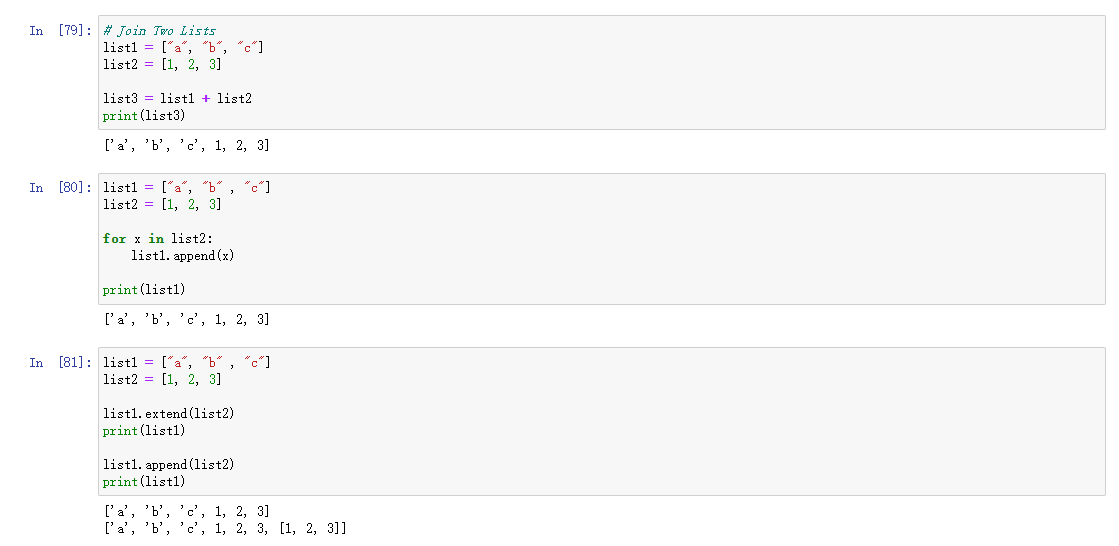 In [79]: # Join Two Lists
list1 = ["a", "b", "c"]
list2 = [1, 2, 3]
list3 = list1 + list2
print(list3)
['a', 'b', 'c', 1, 2, 3]
In [80]: list1 = ["a", "b" , "c"]
list2 = [1, 2, 3]
for x in list2:
    list1.append(x)
print(list1)
['a', 'b', 'c', 1, 2, 3]
In [81]: list1 = ["a", "b" , "c"]
list2 = [1, 2, 3]
list1.extend(list2)
print(list1)
list1.append(list2)
print(list1)
['a', 'b', 'c', 1, 2, 3]
['a', 'b', 'c', 1, 2, 3, [1, 2, 3]]